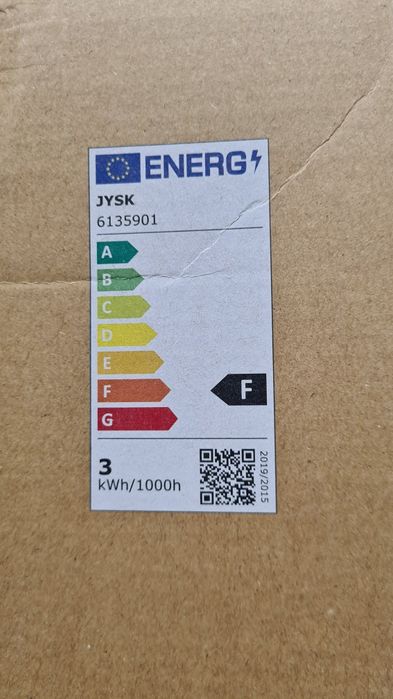 ENERG
JYSK
6135901
A
B
C
D
E
F
F
G
3
kWh/1000h
2019/2015